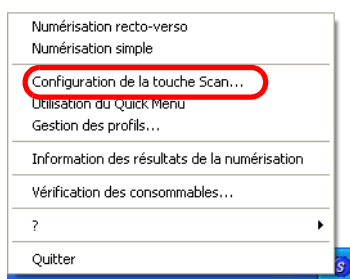 Numérisation recto-verso
Numérisation simple
Configuration de la touche Scan...
Utilisation du Quick Menu
Gestion des profils...
Information des résultats de la numérisation
Vérification des consommables...
?
Quitter
S